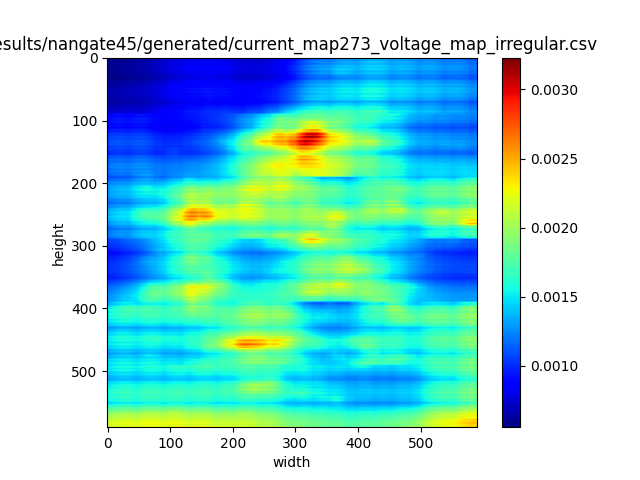 esults/nangate45/generated/current_map273_voltage_map_irregular.csv
0
100
200
300
400
500
height
0 100 200 300 400 500
width
0.0030
0.0025
0.0020
0.0015
0.0010